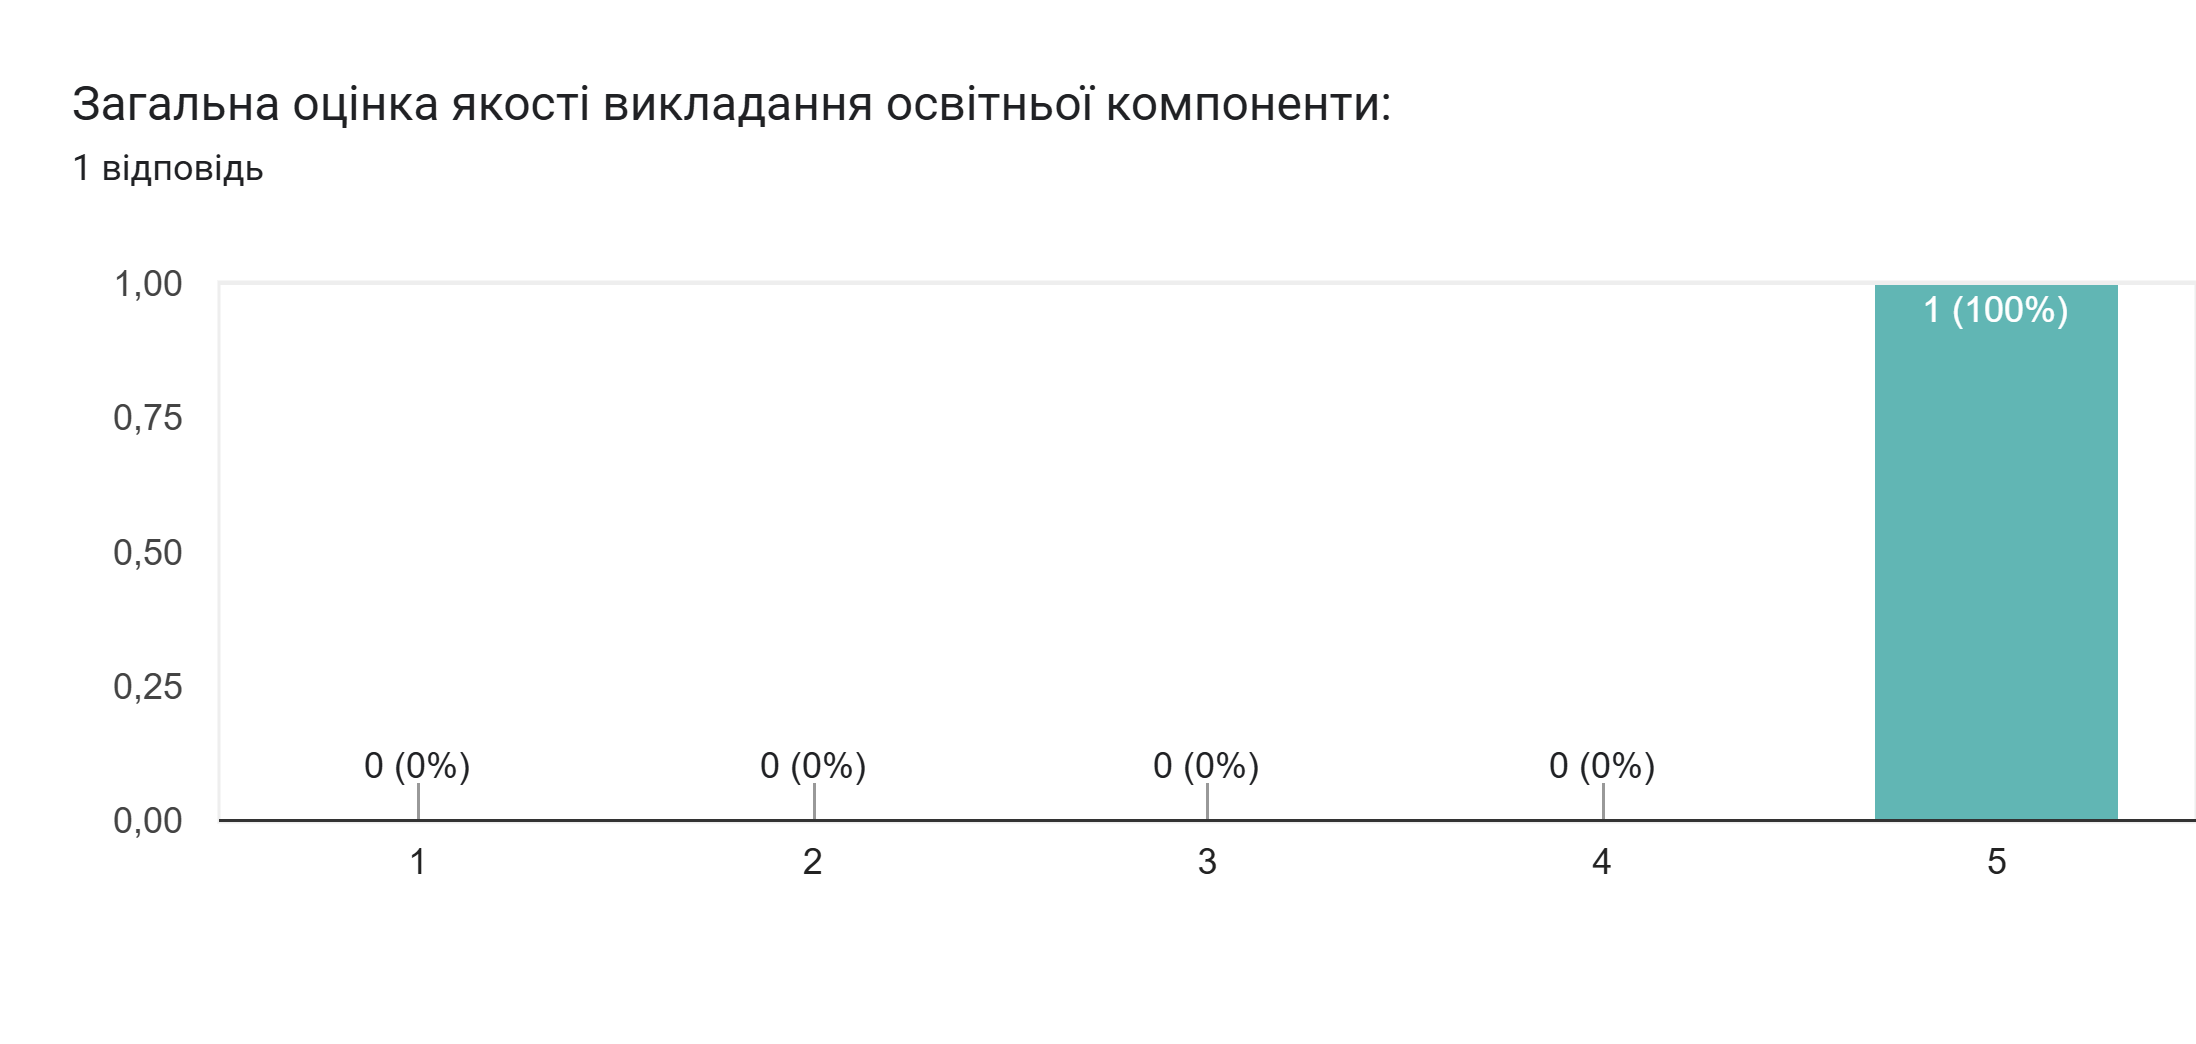 Загальна оцінка якості викладання освітньої компоненти:
1 відповідь
1,00
1 (100%)
0,75
0,50
0,25
0 (0%) 0 (0%) 0 (0%) 0 (0%)
0,00
1 2 3 4 5